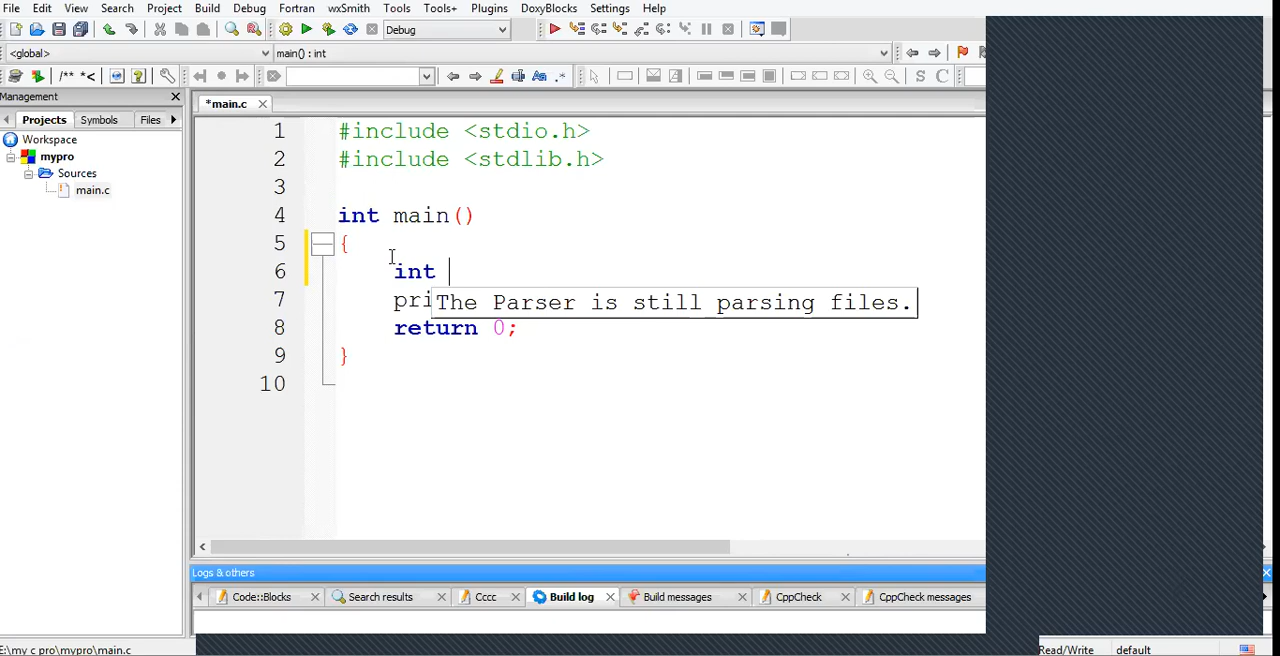 File Edit View Search Project Build Debug Fortran wxSmith Tools Tools+ Plugins DoxyBlocks Settings Help
Debug
<global> main() : int
/** *<
Aa .* S C
Management
*main.c
Projects Symbols Files
Workspace
mypro
Sources
main.c
1 #include <stdio.h>
2 #include <stdlib.h>
3
4 int main()
5 {
6 int
7 pri
The Parser is still parsing files.
8 return 0;
9 }
10
Logs & others
Code::Blocks Search results Cccc Build log Build messages CppCheck CppCheck messages
E:\my c pro\mypro\main.c Read/Write default